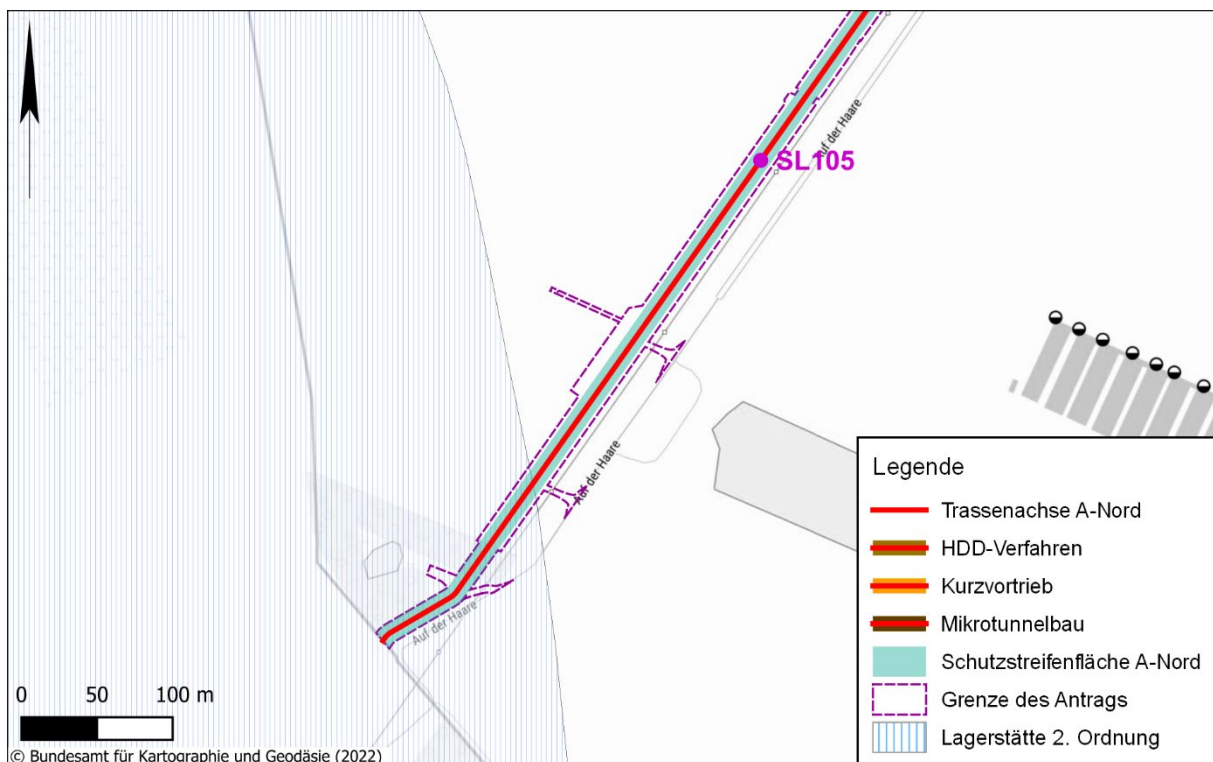 Auf der Haare
SL105
Auf der Haare
Auf der Haare
Legende
Trassenachse A-Nord
HDD-Verfahren
Kurzvortrieb
Mikrotunnelbau
Schutzstreifenfläche A-Nord
Grenze des Antrags
Lagerstätte 2. Ordnung
0 50 100 m
© Bundesamt für Kartographie und Geodäsie (2022)